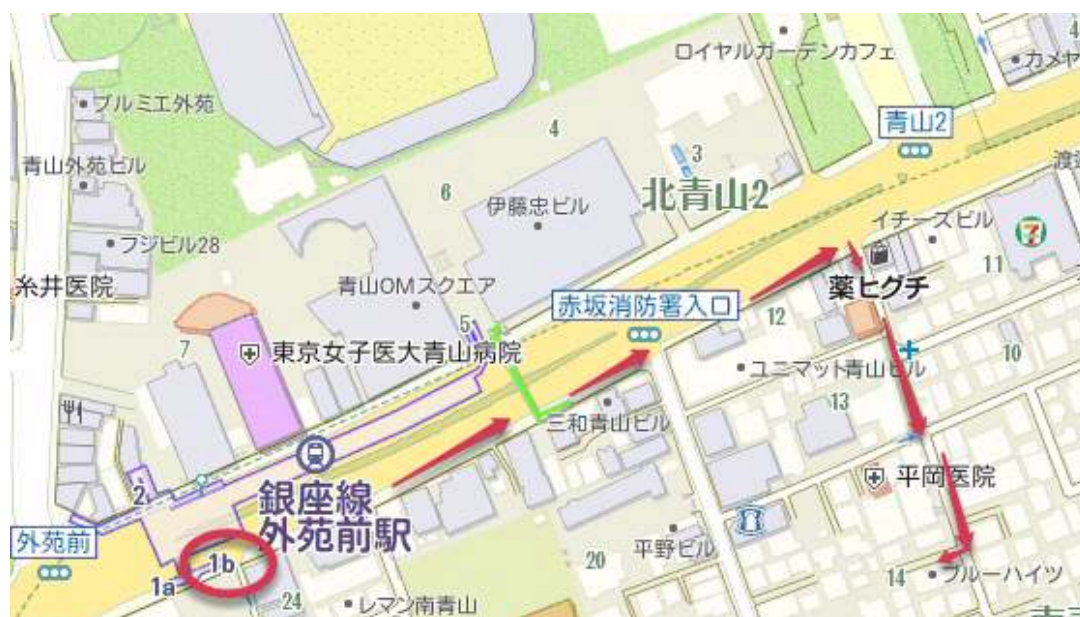 ロイヤルガーデンカフェ
4
カメヤ
プルミエ外苑
青山2
4
3
青山外苑ビル
6
北青山2
渡辺
伊藤忠ビル
イチーズビル
7
フジビル28
11
糸井医院
青山OMスクエア
薬ヒグチ
赤坂消防署入口
5
12
7
東京女子医大青山病院
10
ユニマット青山ビル
13
三和青山ビル
平岡医院
2
銀座線
外苑前駅
外苑前
平野ビル
20
1b
1a
14
ブルーハイツ
24
レマン南青山